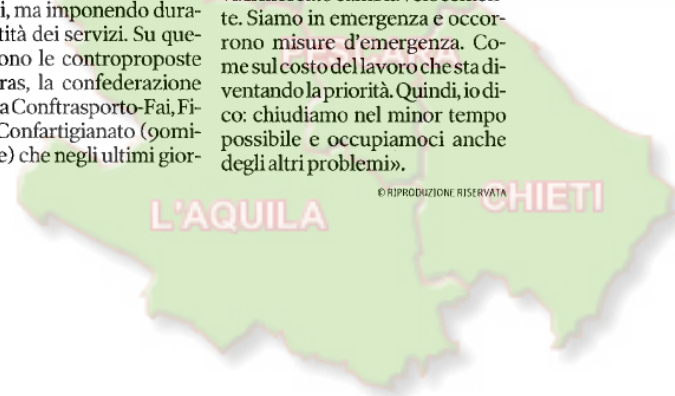 i, ma imponendo dura-
tità dei servizi. Su que-
ono le controproposte
ras, la confederazione
a Conftrasporto-Fai, Fi-
Confartigianato (90mi-
e) che negli ultimi gior-
te. Siamo in emergenza e occor-
rono misure d'emergenza. Co-
me sul costo del lavoro che sta di-
ventando la priorità. Quindi, io di-
co: chiudiamo nel minor tempo
possibile e occupiamoci anche
degli altri problemi».
© RIPRODUZIONE RISERVATA
PESCARA
L'AQUILA
CHIETI